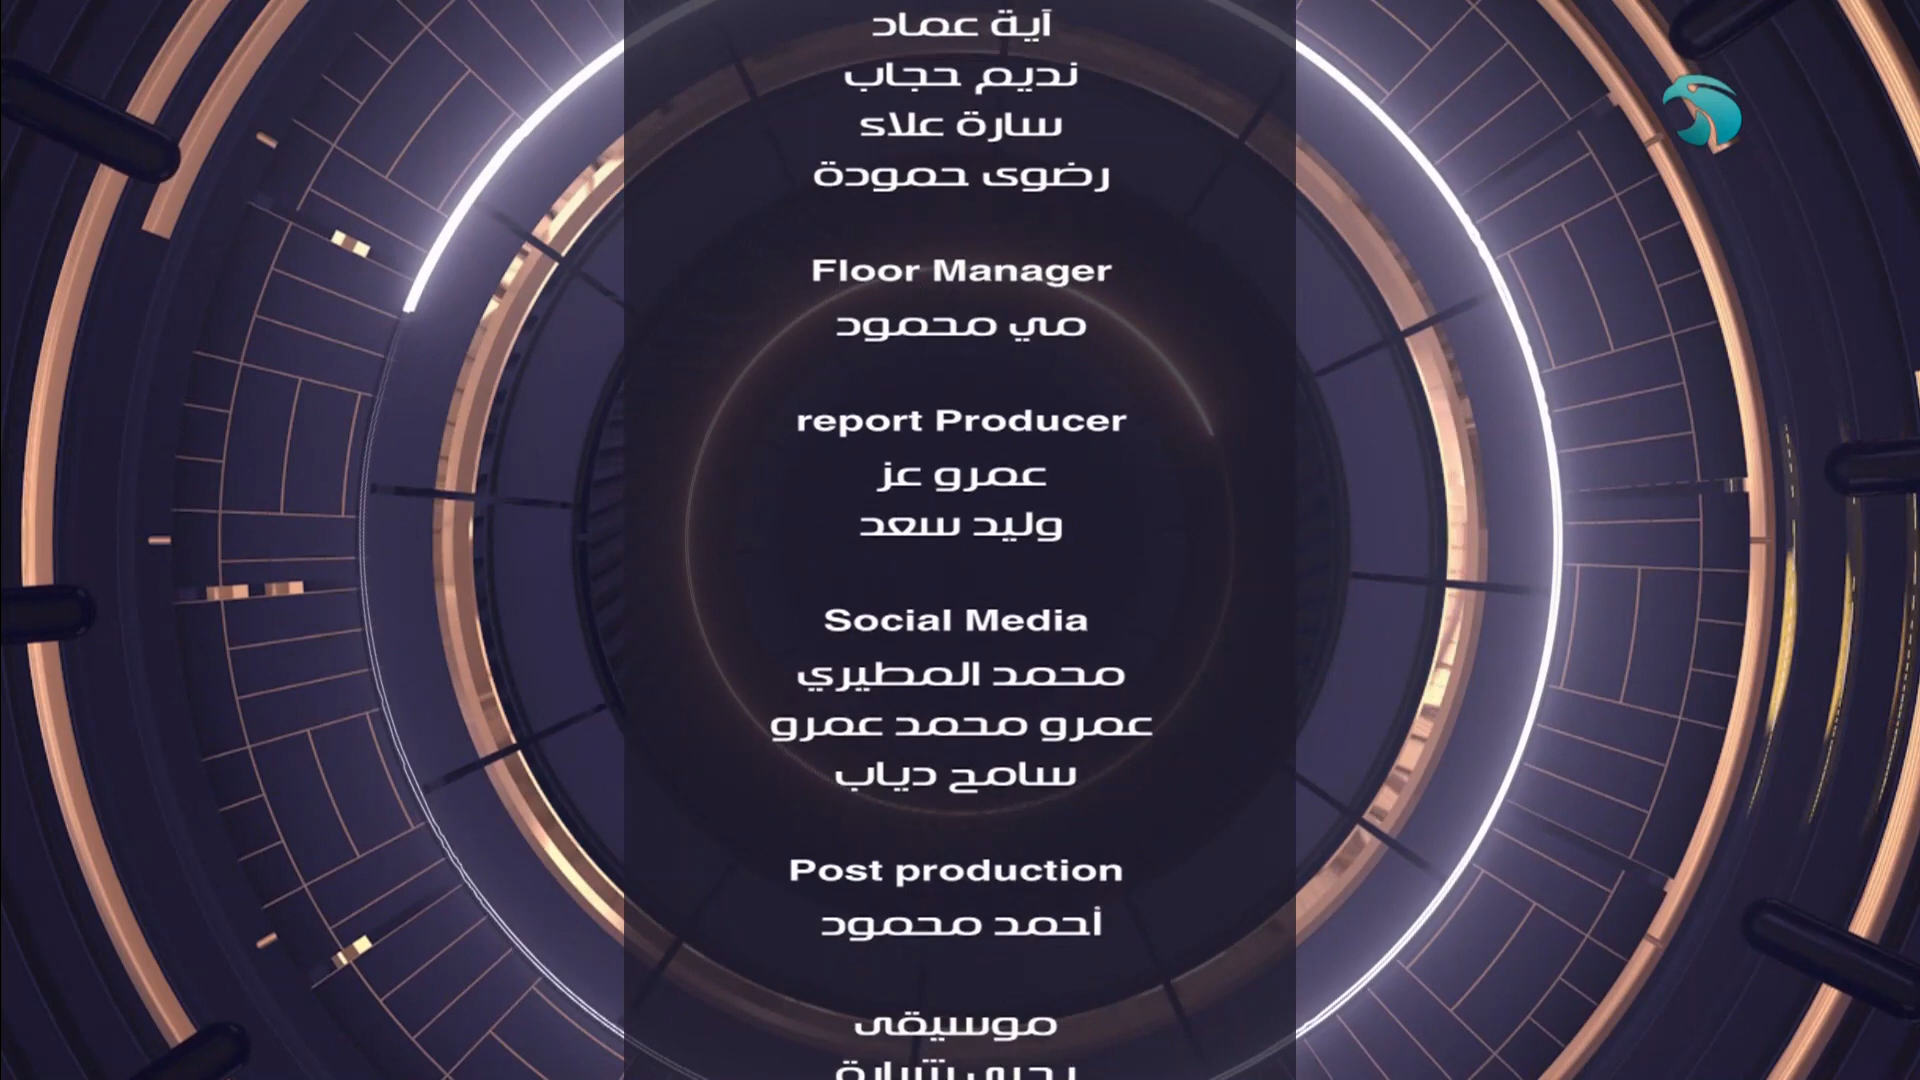 آية عماد
نديم حجاب
سارة علاء
رضوى حمودة
Floor Manager
مي محمود
report Producer
عمرو عز
وليد سعد
Social Media
محمد المطيري
عمرو محمد عمرو
سامح دياب
Post production
أحمد محمود
موسيقى